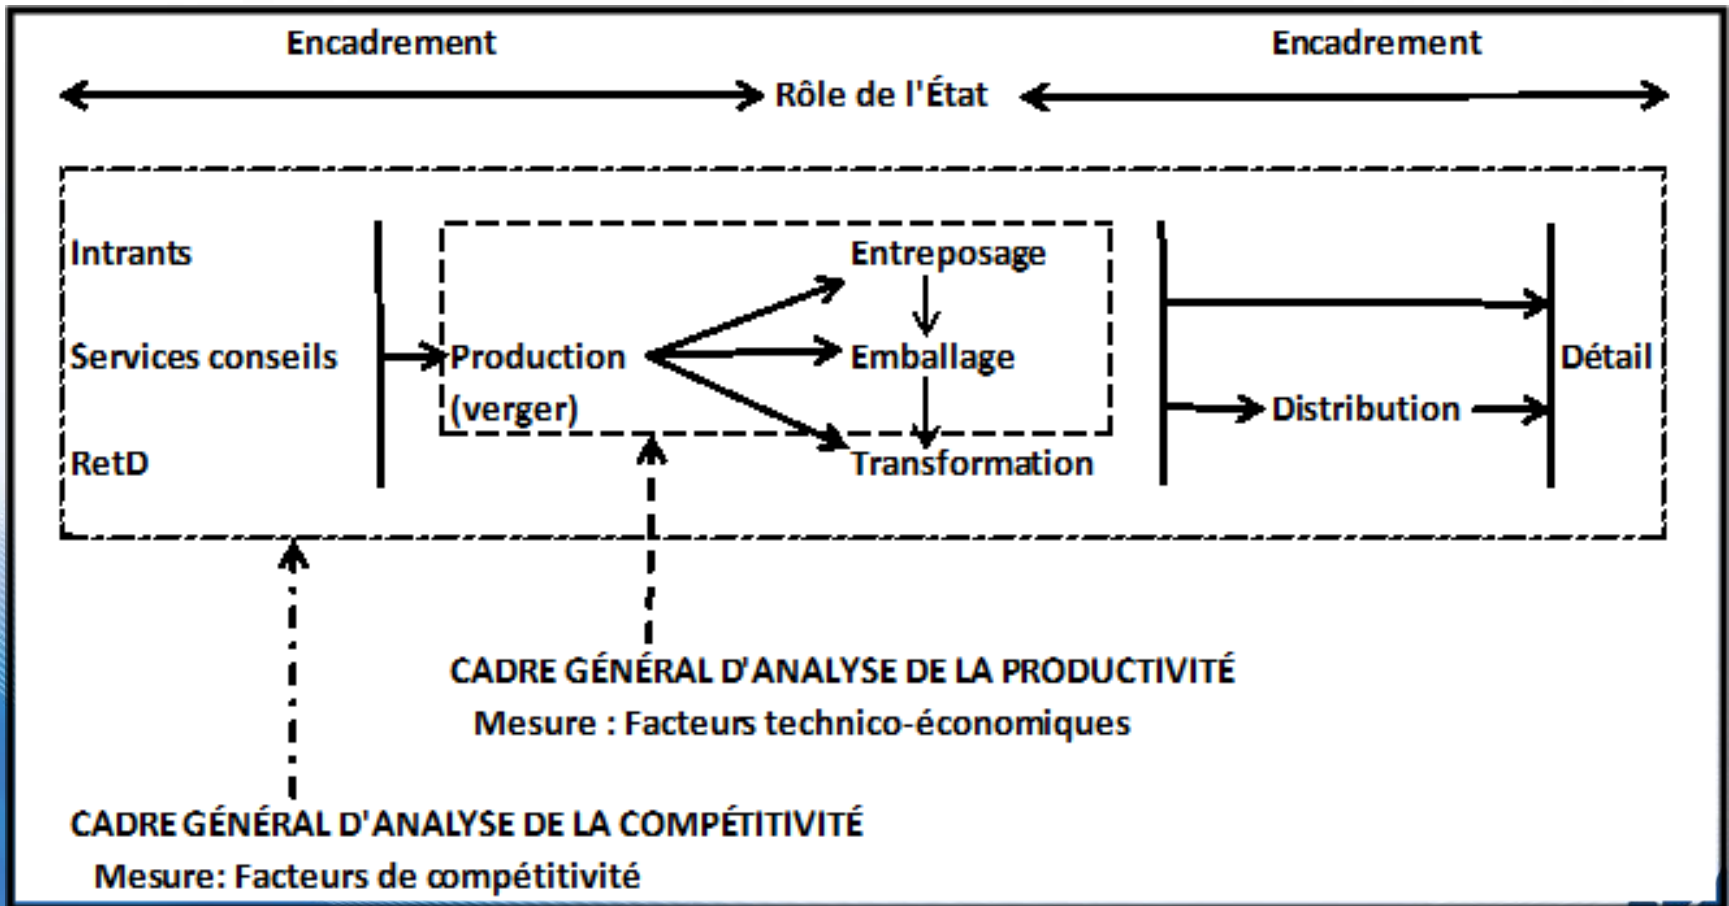 Encadrement
Encadrement
Rôle de l'État
Intrants
Entreposage
Services conseils
Production
Emballage
Détail
(verger)
Distribution
RetD
Transformation
CADRE GÉNÉRAL D'ANALYSE DE LA PRODUCTIVITÉ
Mesure : Facteurs technico-économiques
CADRE GÉNÉRAL D'ANALYSE DE LA COMPÉTITIVITÉ
Mesure: Facteurs de compétitivité